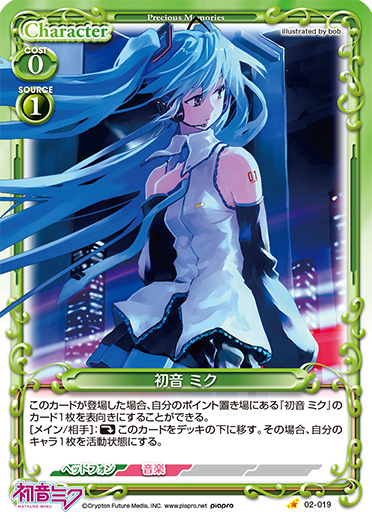 Precious Memories
Character
illustrated by bob
COST
0
SOURCE
1
01
初音 ミク
このカードが登場した場合、自分のポイント置き場にある『初音 ミク』の
カード1枚を表向きにすることができる。
[メイン/相手]: このカードをデッキの下に移す。その場合、自分の
キャラ1枚を活動状態にする。
ヘッドフォン
音楽
初音ミク
HATSUNE MIKU
©Crypton Future Media, INC. www.piapro.net piapro
02-019